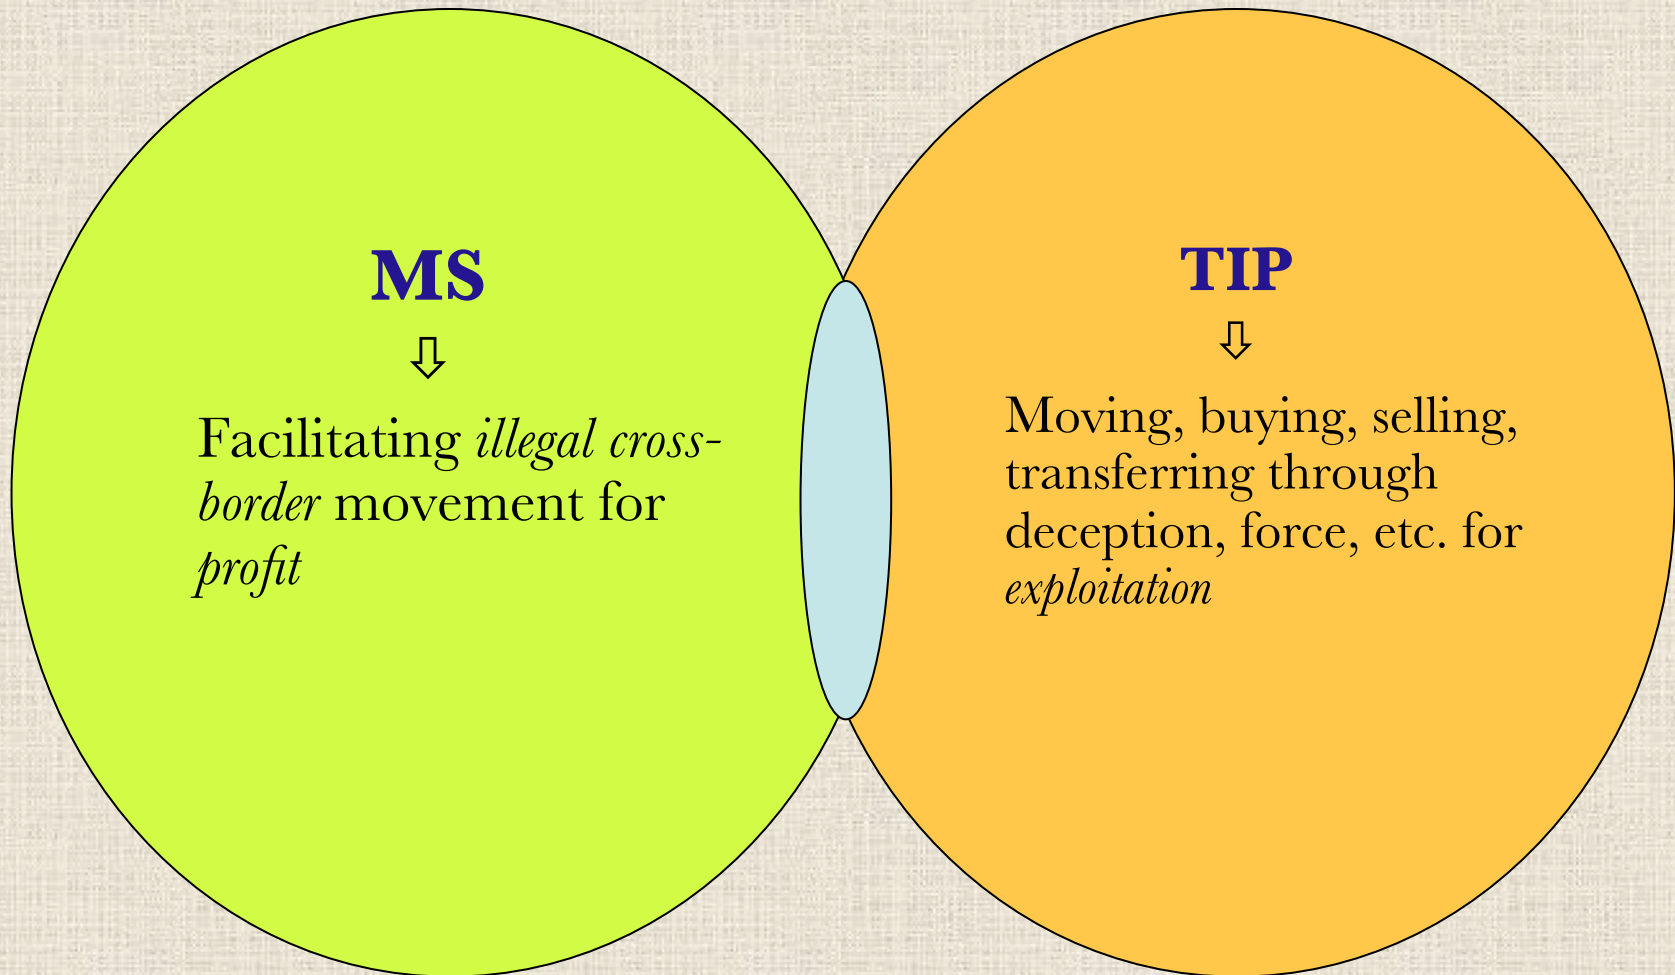 MS
Facilitating illegal cross-
border movement for
profit
TIP
Moving, buying, selling,
transferring through
deception, force, etc. for
exploitation